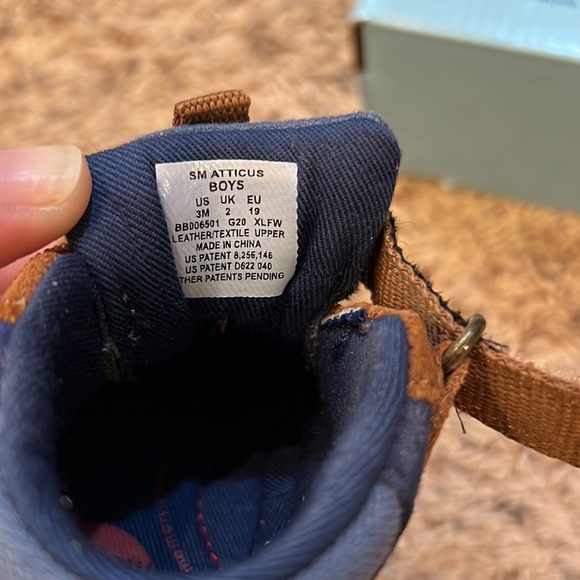 SM ATTICUS
BOYS
US UK EU
3M 2 19
BB006501 G20 XLFW
LEATHER/TEXTILE UPPER
MADE IN CHINA
US PATENT 8,256,146
US PATENT D622 040
THER PATENTS PENDING